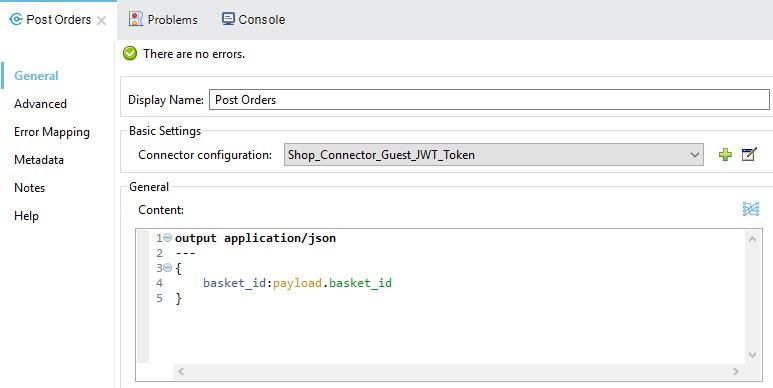 Post Orders
Problems
Console
There are no errors.
General
Advanced
Error Mapping
Metadata
Notes
Help
Display Name: Post Orders
Basic Settings
Connector configuration: Shop_Connector_Guest_JWT_Token
General
Content:
1 output application/json
2 ---
3 {
4 basket_id:payload.basket_id
5 }